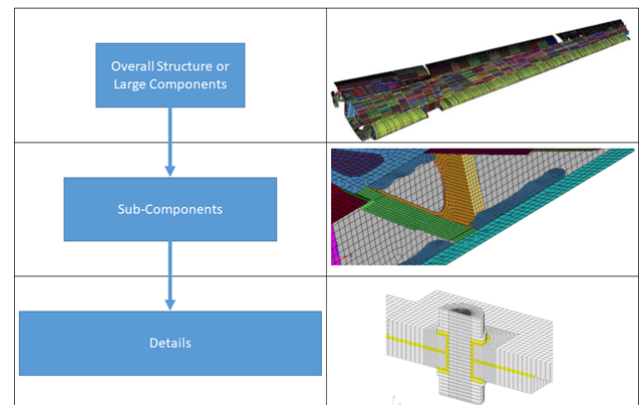 Overall Structure or
Large Components
Sub-Components
Details